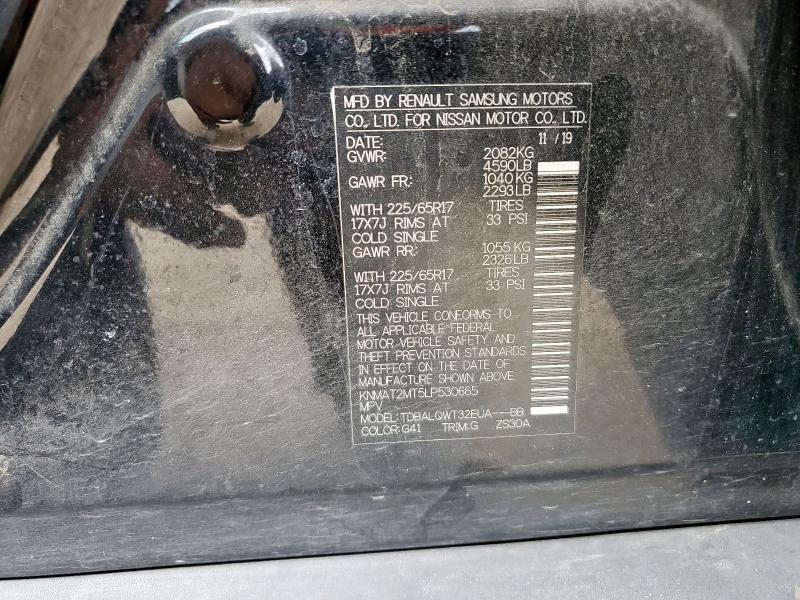 MFD BY RENAULT SAMSUNG MOTORS
CO., LTD. FOR NISSAN MOTOR CO., LTD.
DATE: 11 / 19
GVWR: 2082KG
4590LB
GAWR FR: 1040 KG
2293LB
WITH 225/65R17 TIRES
17X7J RIMS AT 33 PSI
COLD SINGLE
GAWR RR: 1055 KG
2326LB
WITH 225/65R17 TIRES
17X7J RIMS AT 33 PSI
COLD SINGLE
THIS VEHICLE CONFORMS TO
ALL APPLICABLE FEDERAL
MOTOR VEHICLE SAFETY AND
THEFT PREVENTION STANDARDS
IN EFFECT ON THE DATE OF
MANUFACTURE SHOWN ABOVE.
KNMAT2MT5LP530665
MPV
MODEL: TDBALQWT32EUA---BB
COLOR:G41 TRIM:G ZS30A